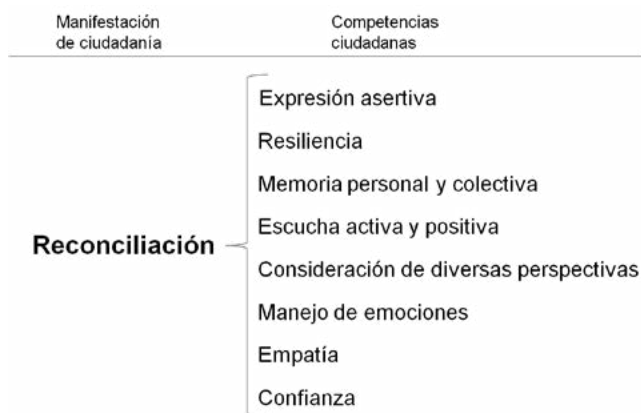 Manifestación
de ciudadanía
Competencias
ciudadanas
Reconciliación
Expresión asertiva
Resiliencia
Memoria personal y colectiva
Escucha activa y positiva
Consideración de diversas perspectivas
Manejo de emociones
Empatía
Confianza